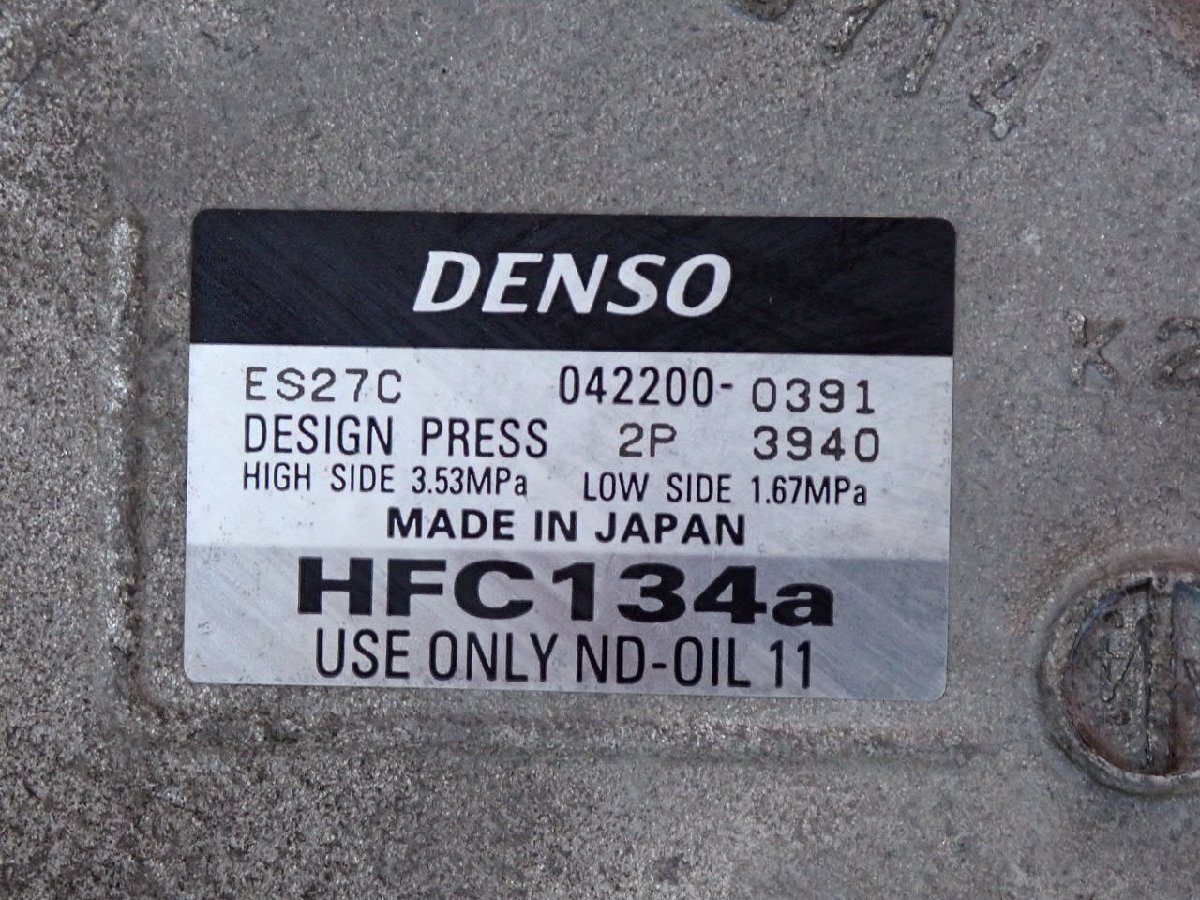 DENSO
ES27C 042200-0391
DESIGN PRESS 2P 3940
HIGH SIDE 3.53MPa LOW SIDE 1.67MPa
MADE IN JAPAN
HFC134a
USE ONLY ND-OIL 11
K2